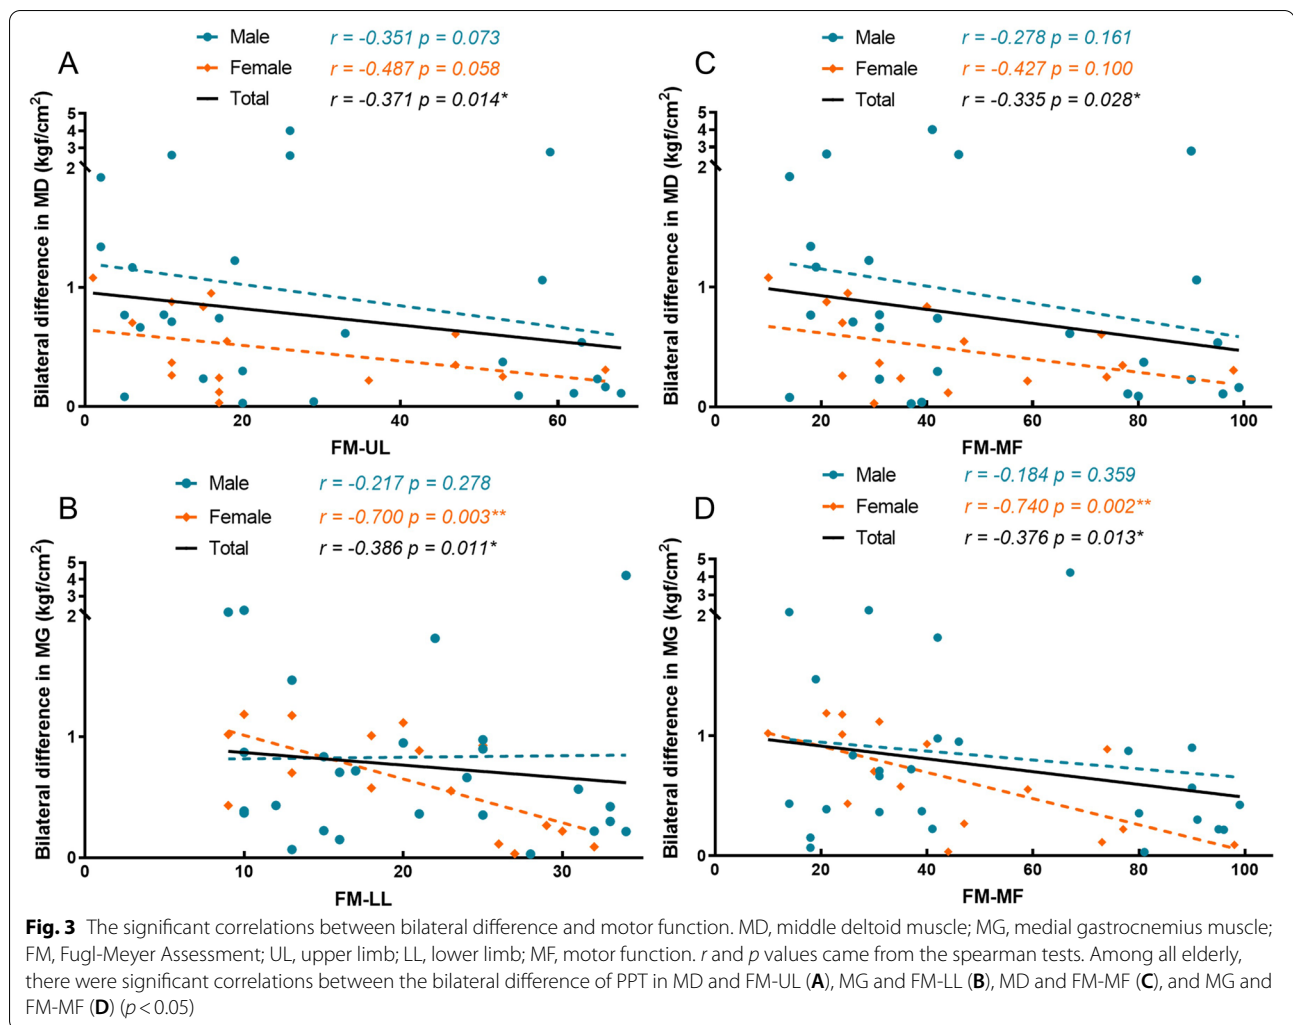 A
Male r = -0.351 p = 0.073
Female r = -0.487 p = 0.058
Total r = -0.371 p = 0.014*
Bilateral difference in MD (kgf/cm²)
5
4
3
2
1
0
0 20 40 60
FM-UL
C
Male r = -0.278 p = 0.161
Female r = -0.427 p = 0.100
Total r = -0.335 p = 0.028*
Bilateral difference in MD (kgf/cm²)
5
4
3
2
1
0
0 20 40 60 80 100
FM-MF
B
Male r = -0.217 p = 0.278
Female r = -0.700 p = 0.003**
Total r = -0.386 p = 0.011*
Bilateral difference in MG (kgf/cm²)
5
4
3
2
1
0
0 10 20 30
FM-LL
D
Male r = -0.184 p = 0.359
Female r = -0.740 p = 0.002**
Total r = -0.376 p = 0.013*
Bilateral difference in MG (kgf/cm²)
5
4
3
2
1
0
0 20 40 60 80 100
FM-MF
Fig. 3 The significant correlations between bilateral difference and motor function. MD, middle deltoid muscle; MG, medial gastrocnemius muscle;
FM, Fugl-Meyer Assessment; UL, upper limb; LL, lower limb; MF, motor function. r and p values came from the spearman tests. Among all elderly,
there were significant correlations between the bilateral difference of PPT in MD and FM-UL (A), MG and FM-LL (B), MD and FM-MF (C), and MG and
FM-MF (D) (p < 0.05)